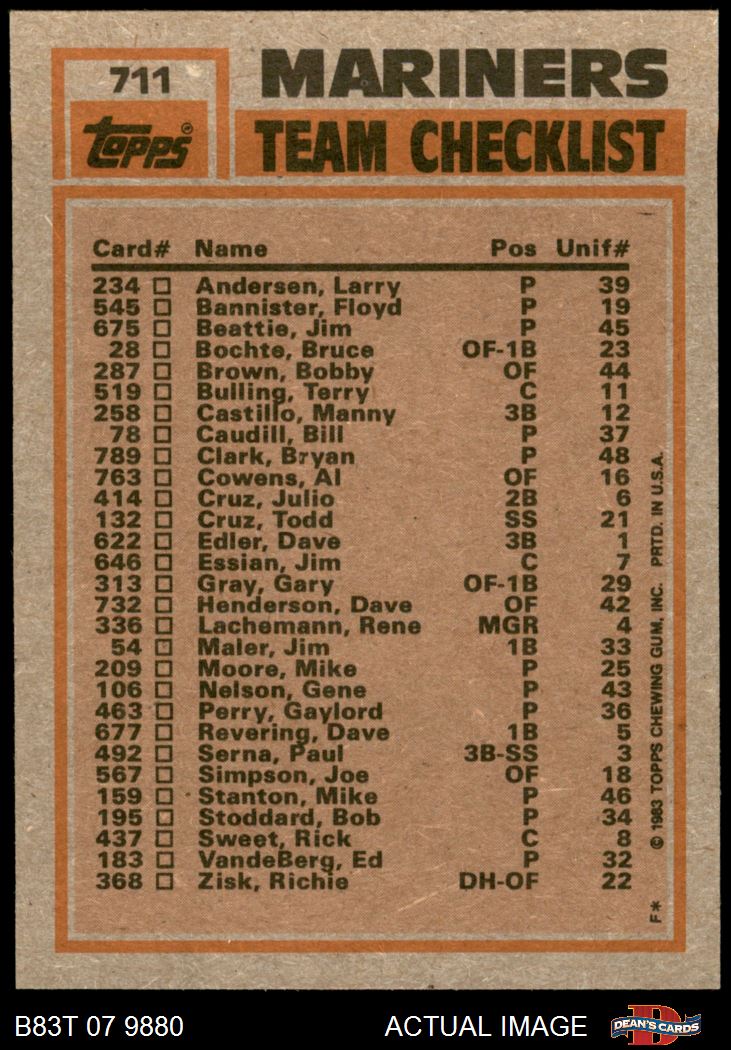 711
MARINERS
Topps®
TEAM CHECKLIST
Card# Name Pos Unif#
234 Andersen, Larry P 39
545 Bannister, Floyd P 19
675 Beattie, Jim P 45
28 Bochte, Bruce OF-1B 23
287 Brown, Bobby OF 44
519 Bulling, Terry C 11
258 Castillo, Manny 3B 12
78 Caudill, Bill P 37
789 Clark, Bryan P 48
763 Cowens, Al OF 16
414 Cruz, Julio 2B 6
132 Cruz, Todd SS 21
622 Edler, Dave 3B 1
646 Essian, Jim C 7
313 Gray, Gary OF-1B 29
732 Henderson, Dave OF 42
336 Lachemann, Rene MGR 4
54 Maler, Jim 1B 33
209 Moore, Mike P 25
106 Nelson, Gene P 43
463 Perry, Gaylord P 36
677 Revering, Dave 1B 5
492 Serna, Paul 3B-SS 3
567 Simpson, Joe OF 18
159 Stanton, Mike P 46
195 Stoddard, Bob P 34
437 Sweet, Rick C 8
183 VandeBerg, Ed P 32
368 Zisk, Richie DH-OF 22
F* © 1983 TOPPS CHEWING GUM, INC. PRTD. IN U.S.A.
B83T 07 9880 ACTUAL IMAGE
D
DEAN'S CARDS